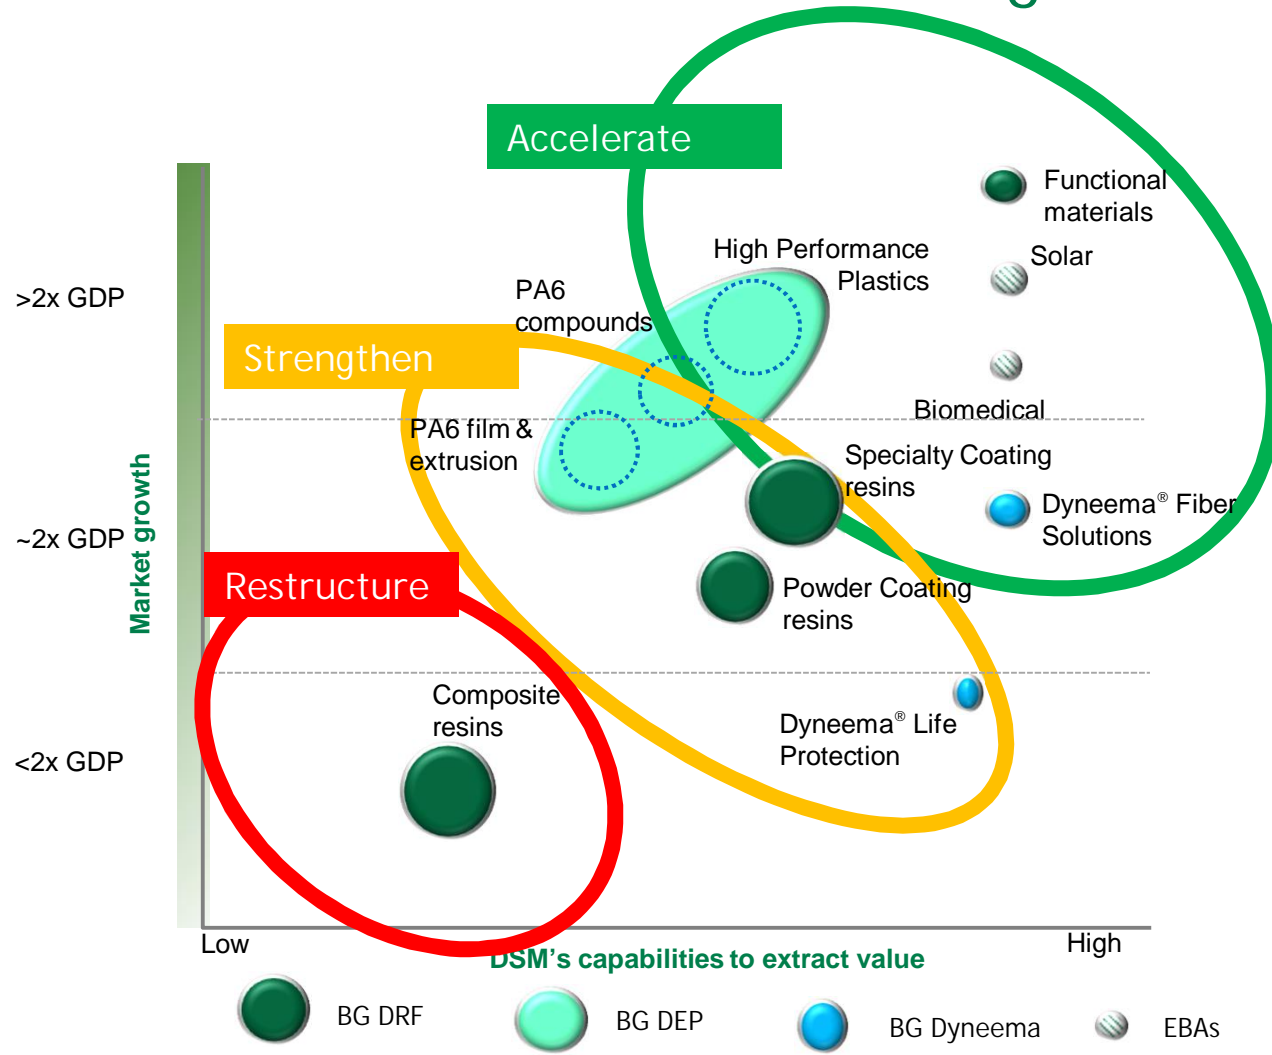 Accelerate
Functional
materials
High Performance
Plastics
Solar
PA6
compounds
>2x GDP
Strengthen
Biomedical
PA6 film &
extrusion
Specialty Coating
resins
Dyneema® Fiber
Solutions
~2x GDP
Market growth
Restructure
Powder Coating
resins
Composite
resins
Dyneema® Life
Protection
<2x GDP
Low
High
DSM's capabilities to extract value
BG DRF
BG DEP
BG Dyneema
EBAs